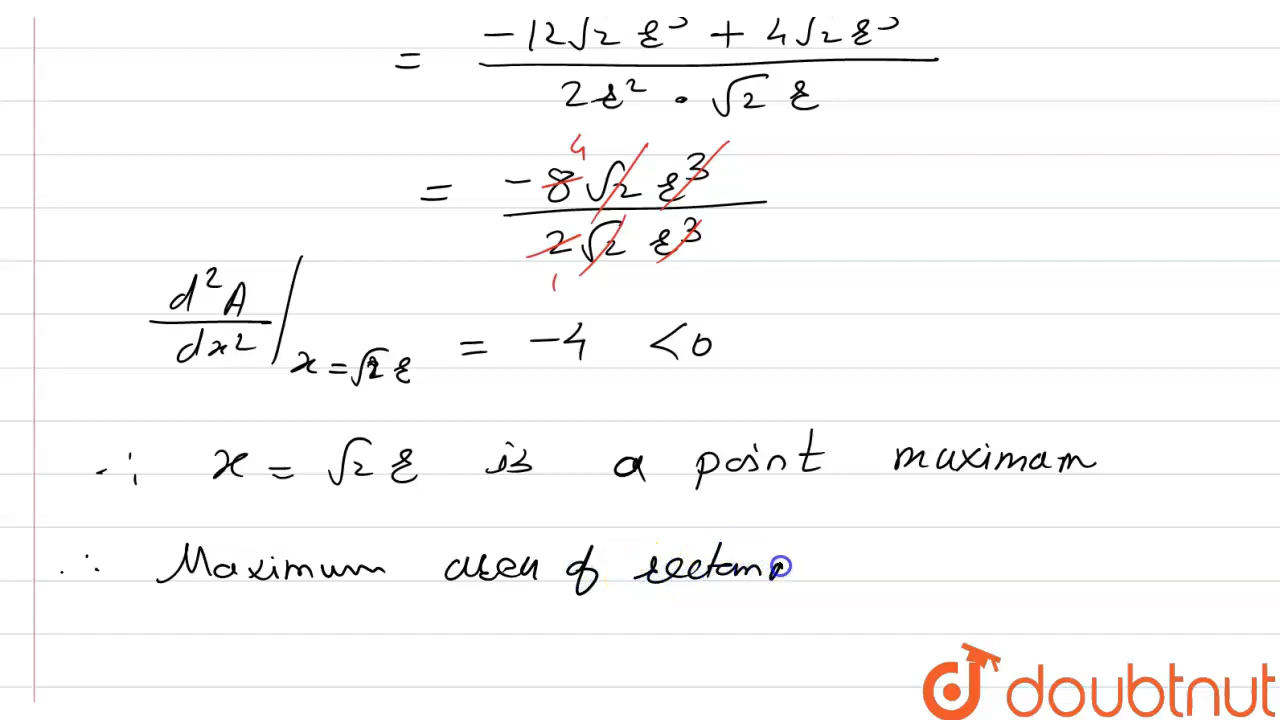 = (-12√2 r³ + 4√2 r³) / (2r² · √2 r)
4
= (-8√2 r³) / (2√2 r³)
1
d²A/dx² |x=√2 r = -4 <0
∴ x = √2 r is a point maximam
∴ Maximum area of rectan
doubtnut